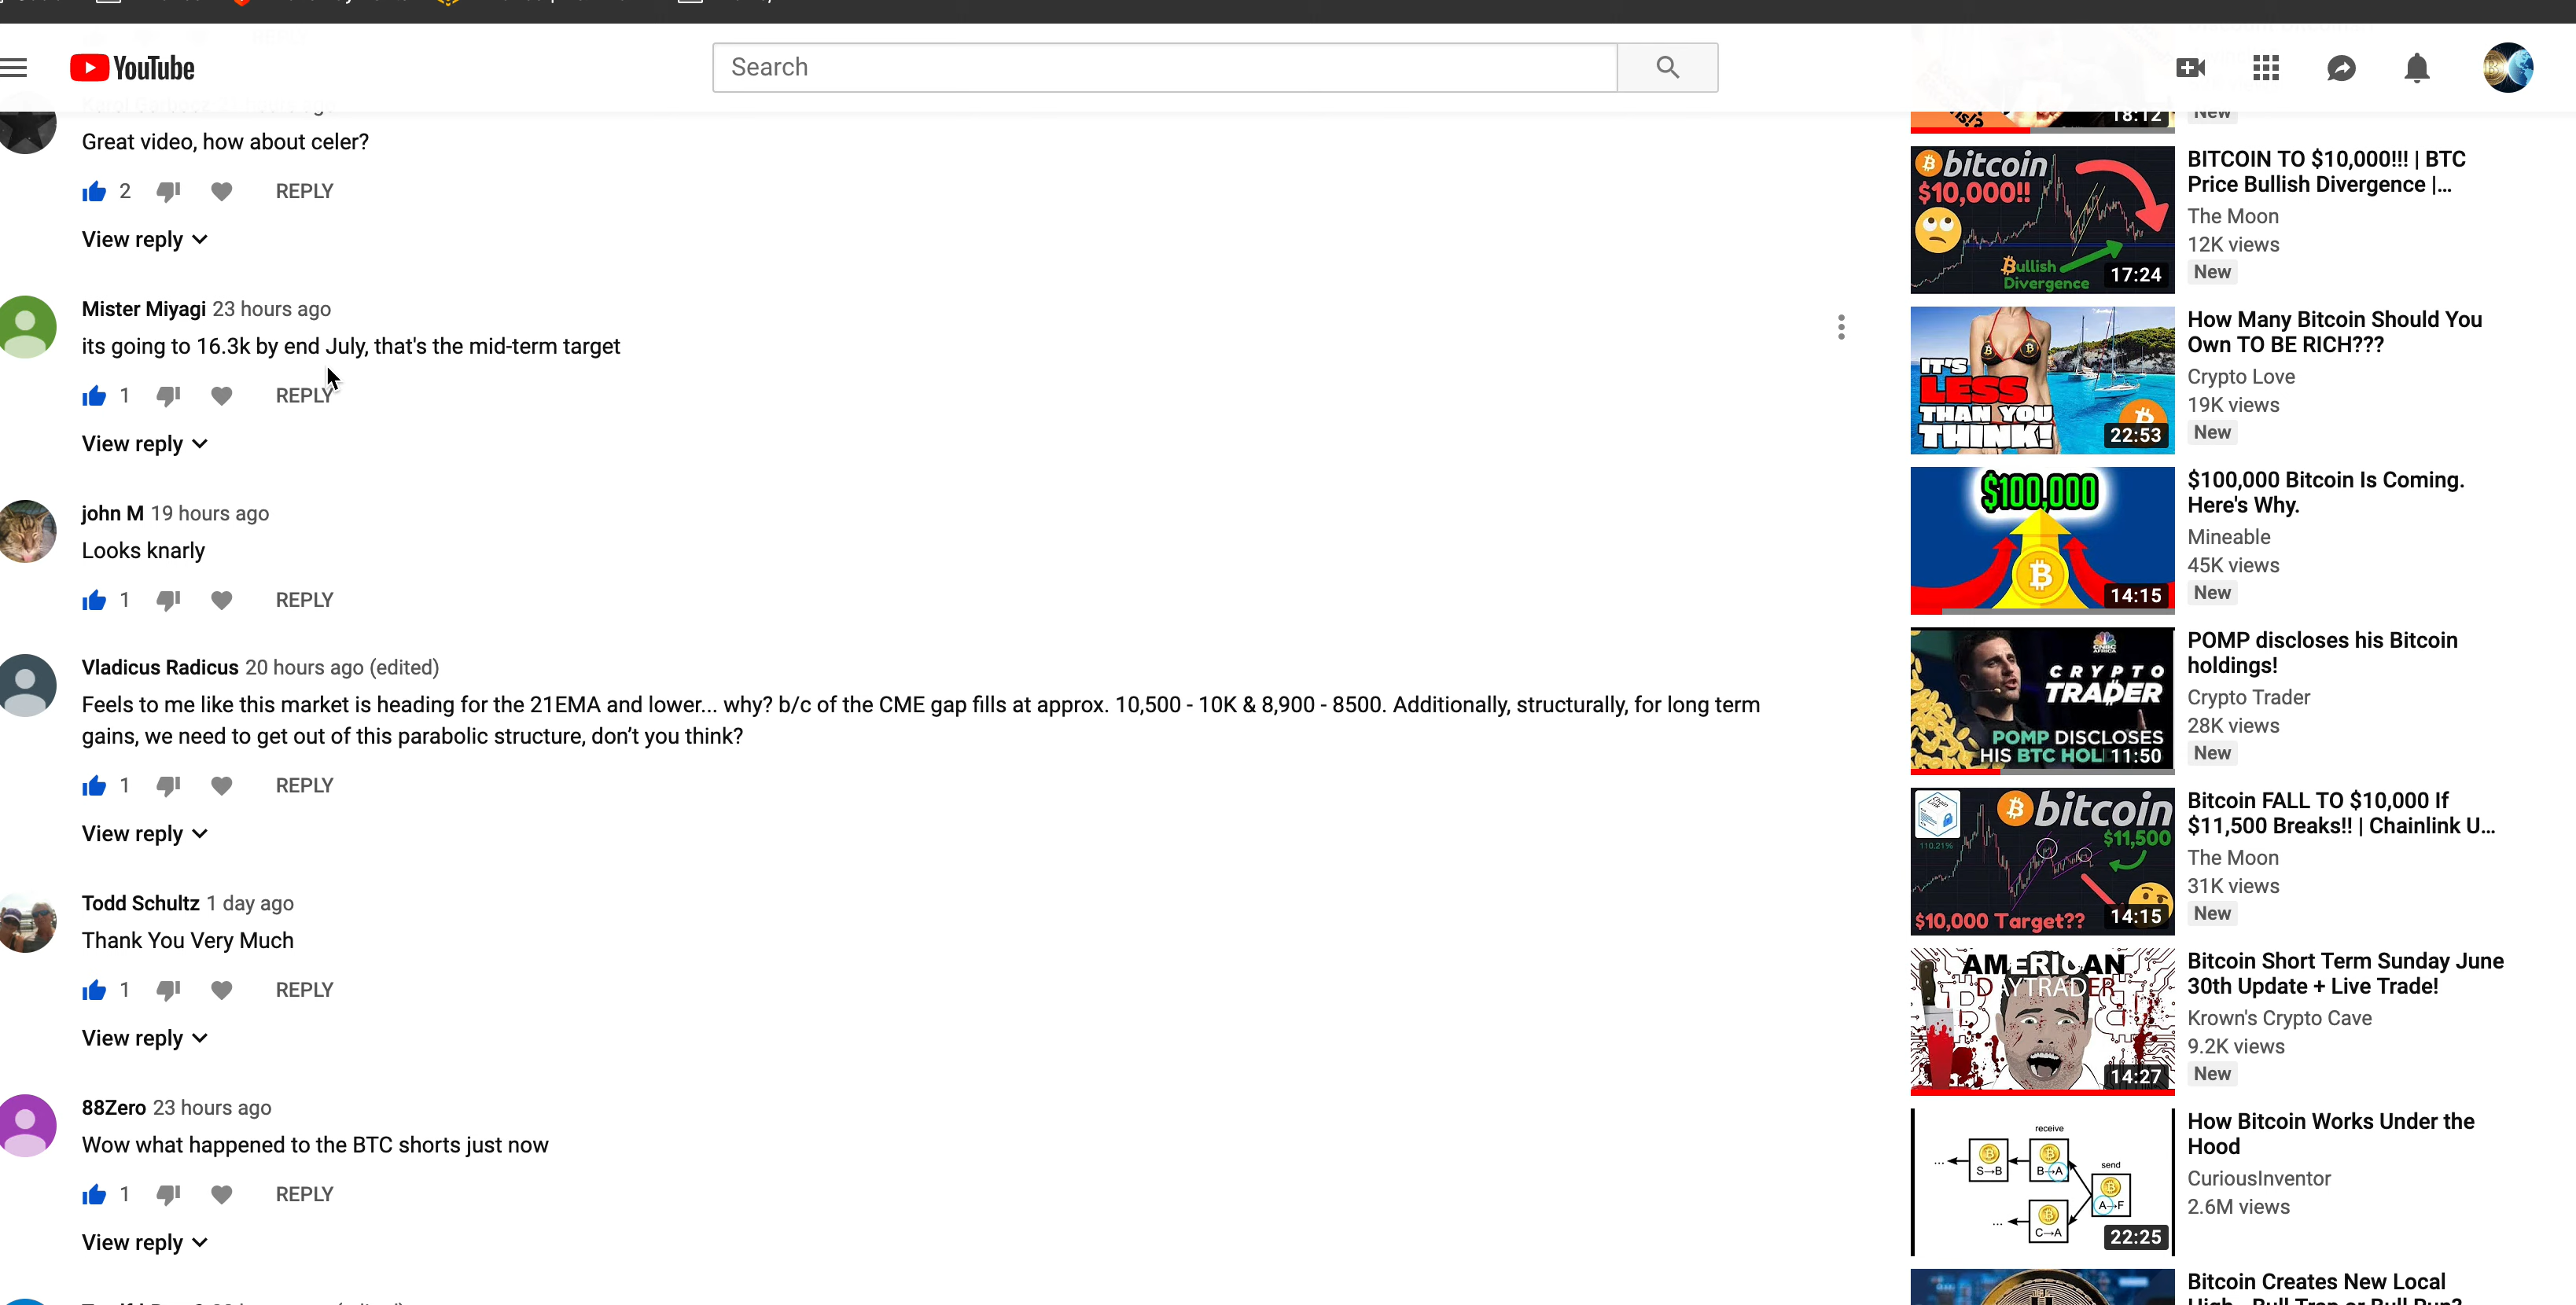 YouTube
Search
Great video, how about celer?
2 REPLY
View reply
Mister Miyagi 23 hours ago
its going to 16.3k by end July, that's the mid-term target
1 REPLY
View reply
john M 19 hours ago
Looks knarly
1 REPLY
Vladicus Radicus 20 hours ago (edited)
Feels to me like this market is heading for the 21EMA and lower... why? b/c of the CME gap fills at approx. 10,500 - 10K & 8,900 - 8500. Additionally, structurally, for long term
gains, we need to get out of this parabolic structure, don't you think?
1 REPLY
View reply
Todd Schultz 1 day ago
Thank You Very Much
1 REPLY
View reply
88Zero 23 hours ago
Wow what happened to the BTC shorts just now
1 REPLY
View reply
18:12
New
bitcoin
$10,000!!
Bullish
Divergence
17:24
BITCOIN TO $10,000!!! | BTC
Price Bullish Divergence |...
The Moon
12K views
New
IT'S
LESS
THAN YOU
THINK!
22:53
How Many Bitcoin Should You
Own TO BE RICH???
Crypto Love
19K views
New
$100,000
14:15
$100,000 Bitcoin Is Coming.
Here's Why.
Mineable
45K views
New
CNBC
AFRICA
CRYPTO
TRADER
POMP DISCLOSES
HIS BTC HOL
11:50
POMP discloses his Bitcoin
holdings!
Crypto Trader
28K views
New
Chain
Link
110.21%
bitcoin
$11,500
$10,000 Target??
14:15
Bitcoin FALL TO $10,000 If
$11,500 Breaks!! | Chainlink U...
The Moon
31K views
New
AMERICAN
DAYTRADER
14:27
Bitcoin Short Term Sunday June
30th Update + Live Trade!
Krown's Crypto Cave
9.2K views
New
receive
S→B
B→A
send
A→F
C→A
22:25
How Bitcoin Works Under the
Hood
CuriousInventor
2.6M views
Bitcoin Creates New Local